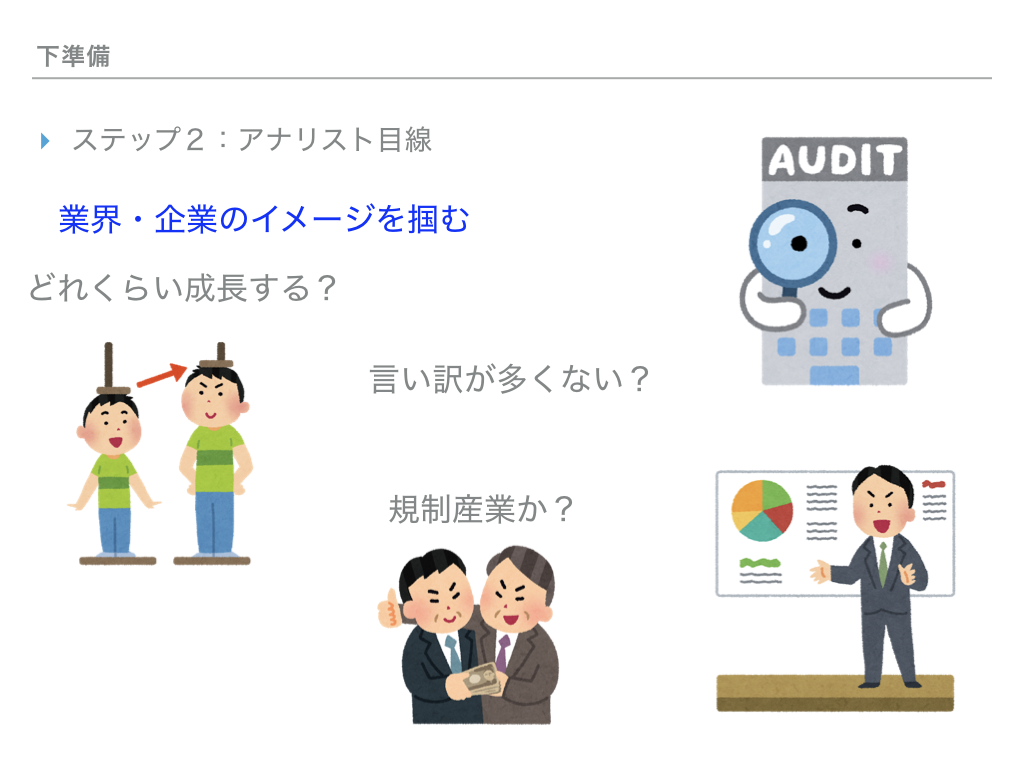 下準備
ステップ２：アナリスト目線
業界・企業のイメージを掴む
どれくらい成長する？
言い訳が多くない？
規制産業か？
AUDIT